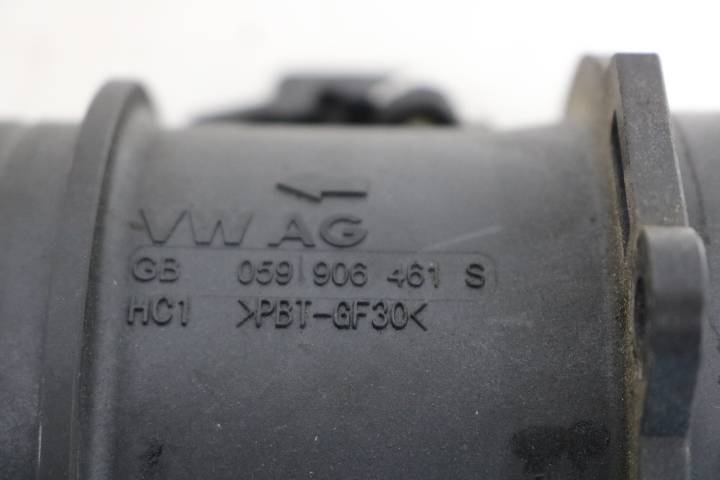 VW AG
GB 059 906 461 S
HC1 >PBT-GF30<